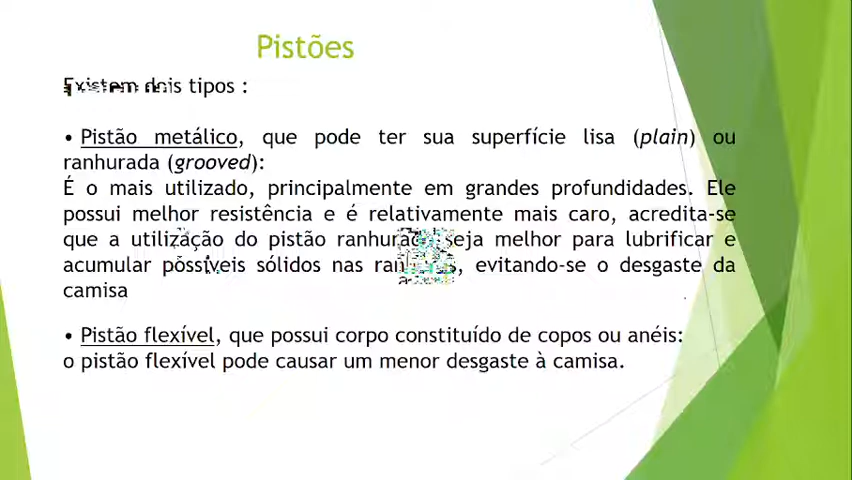 Pistões
Existem dois tipos :
• Pistão metálico, que pode ter sua superfície lisa (plain) ou
ranhurada (grooved):
É o mais utilizado, principalmente em grandes profundidades. Ele
possui melhor resistência e é relativamente mais caro, acredita-se
que a utilização do pistão seja melhor para lubrificar e
acumular possíveis sólidos nas evitando-se o desgaste da
camisa
• Pistão flexível, que possui corpo constituído de copos ou anéis:
o pistão flexível pode causar um menor desgaste à camisa.